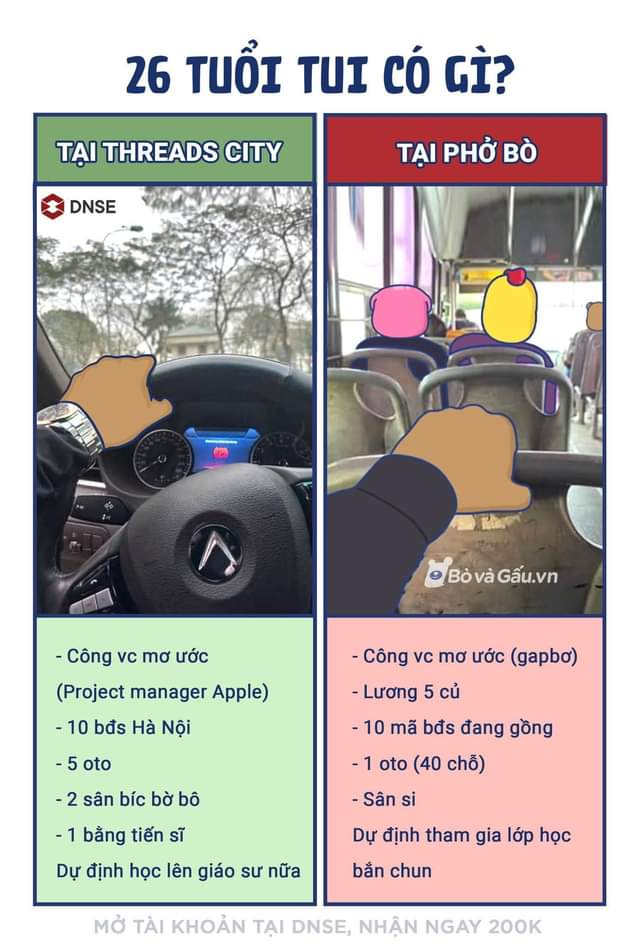 26 TUỔI TUI CÓ GÌ?
TẠI THREADS CITY
DNSE
- Công vc mơ ước
(Project manager Apple)
- 10 bđs Hà Nội
- 5 oto
- 2 sân bíc bờ bô
- 1 bằng tiến sĩ
Dự định học lên giáo sư nữa
TẠI PHỞ BÒ
Bò và Gấu.vn
- Công vc mơ ước (gapbơ)
- Lương 5 củ
- 10 mã bđs đang gồng
- 1 oto (40 chỗ)
- Sân si
Dự định tham gia lớp học
bắn chun
MỞ TÀI KHOẢN TẠI DNSE, NHẬN NGAY 200K